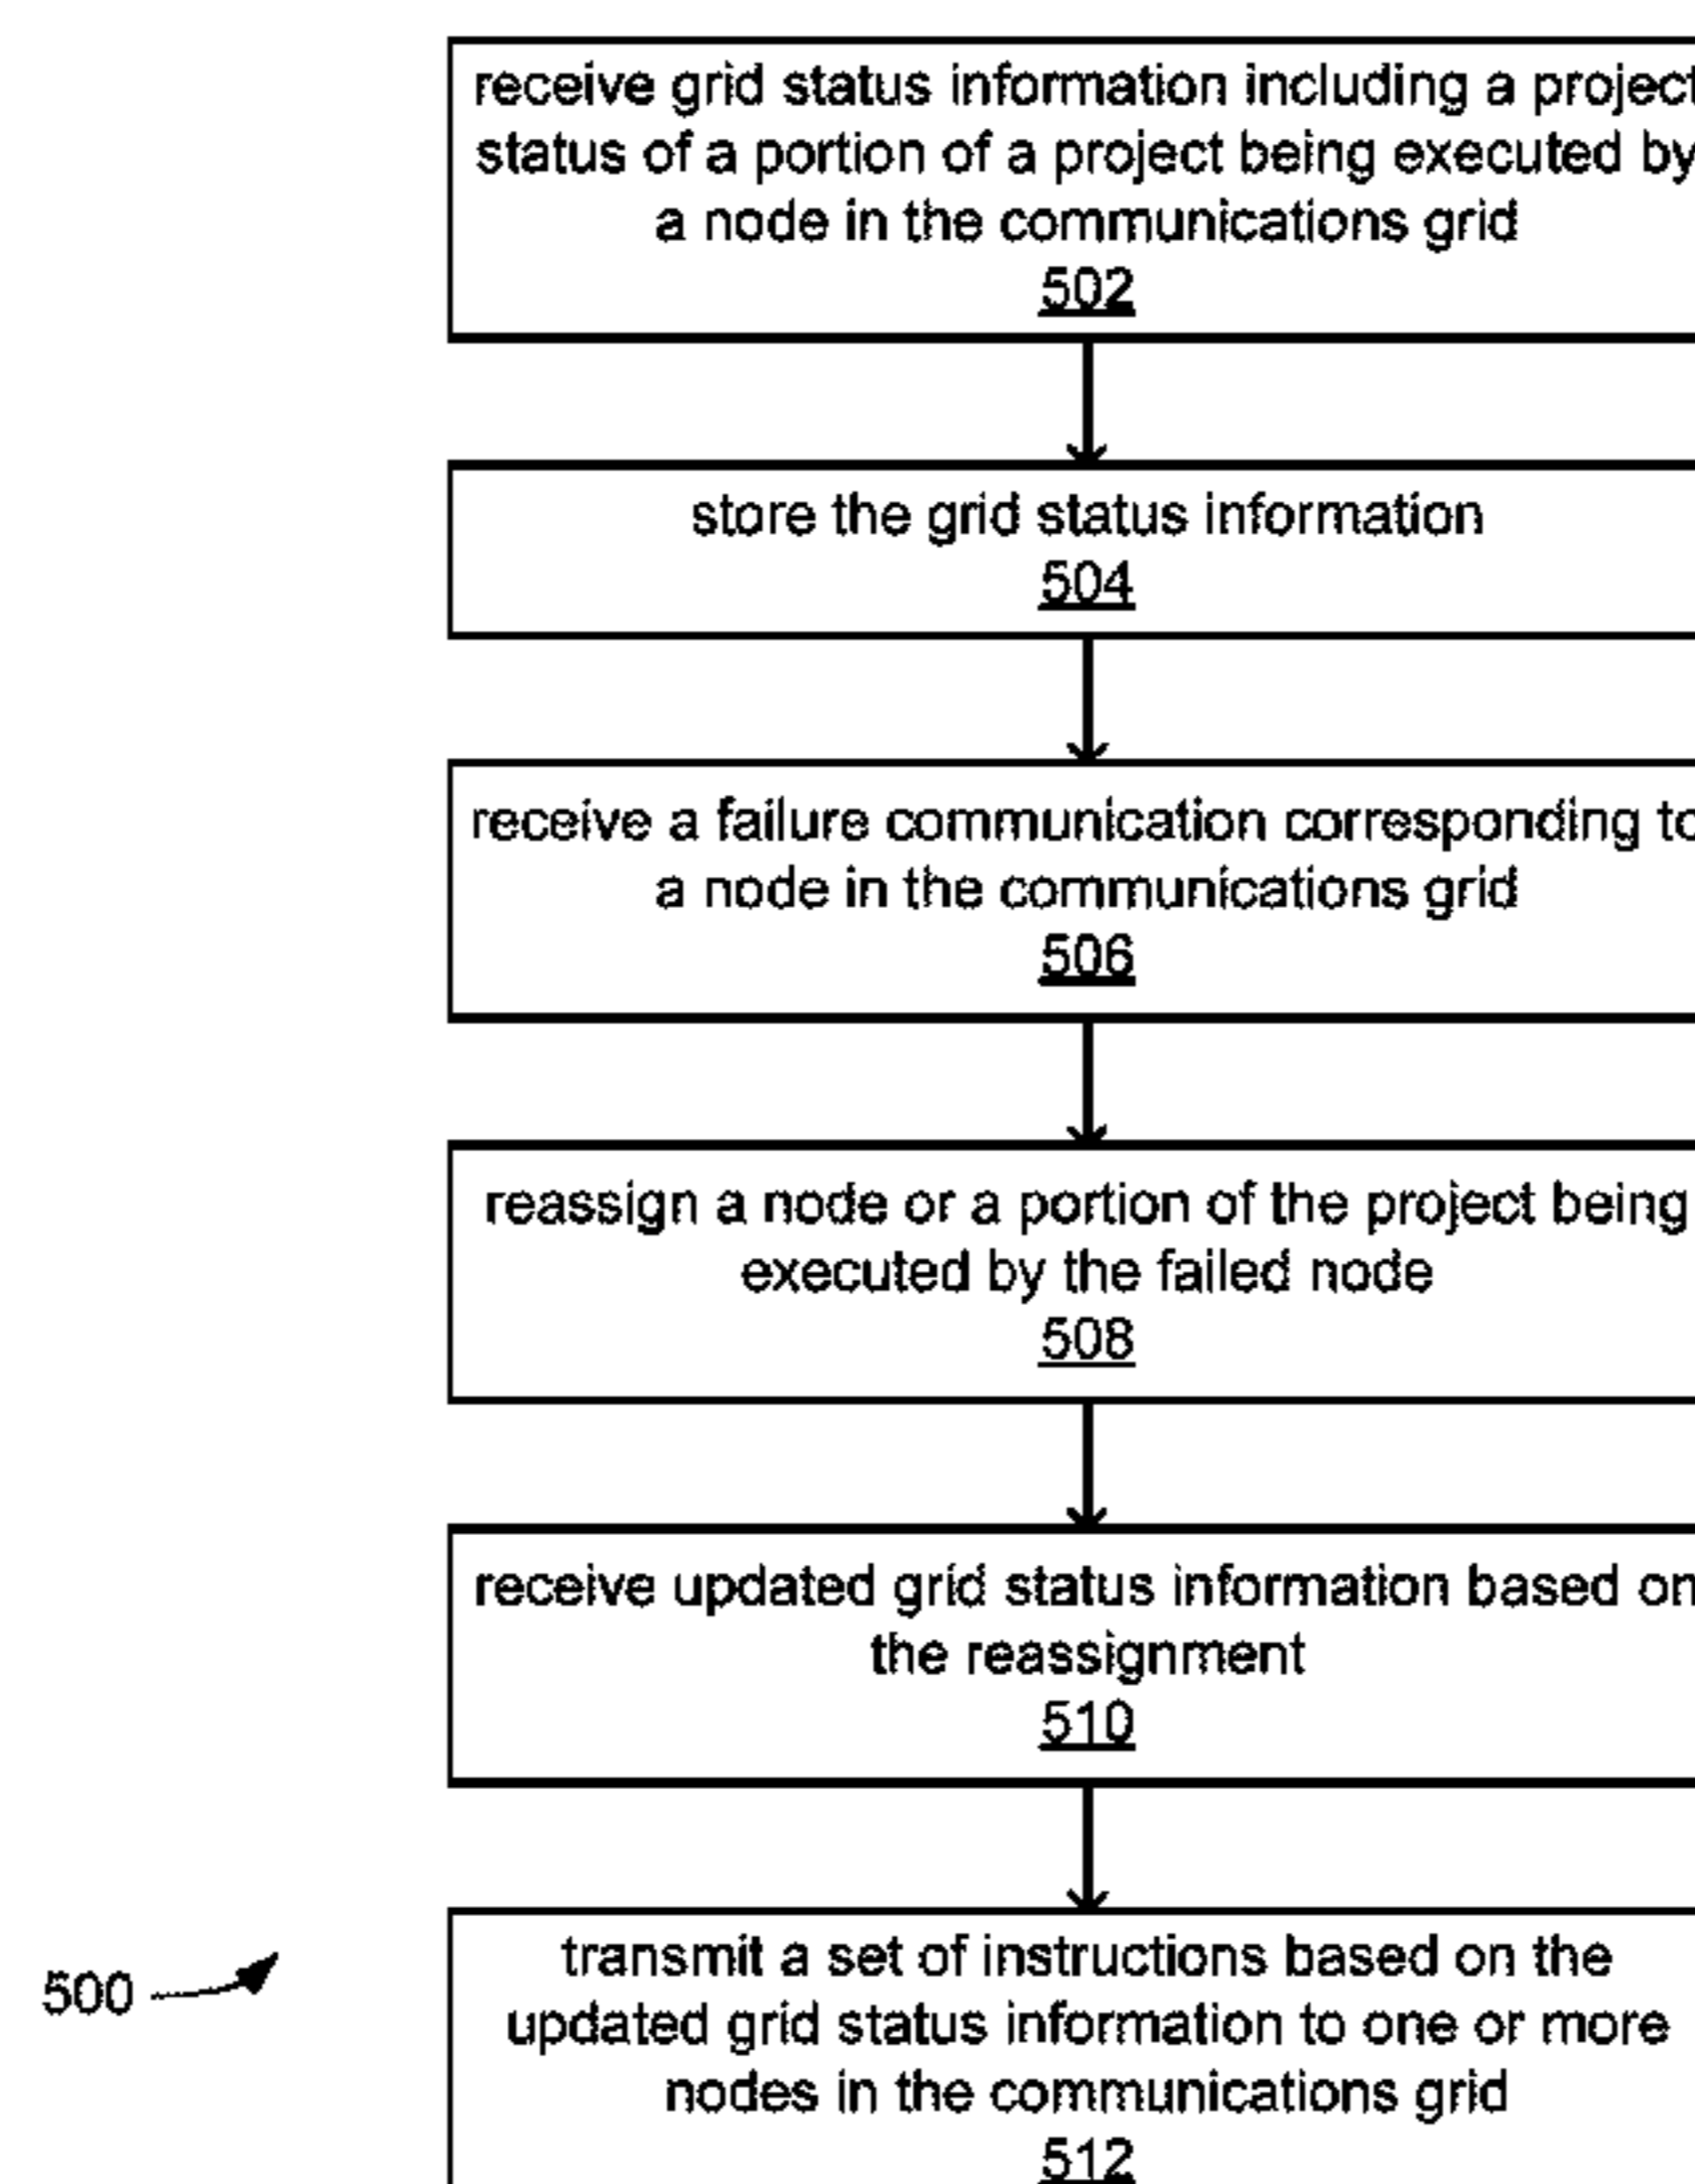 receive grid status information including a project
status of a portion of a project being executed by
a node in the communications grid
502
store the grid status information
504
receive a failure communication corresponding to
a node in the communications grid
506
reassign a node or a portion of the project being
executed by the failed node
508
receive updated grid status information based on
the reassignment
510
transmit a set of instructions based on the
updated grid status information to one or more
nodes in the communications grid
512
500